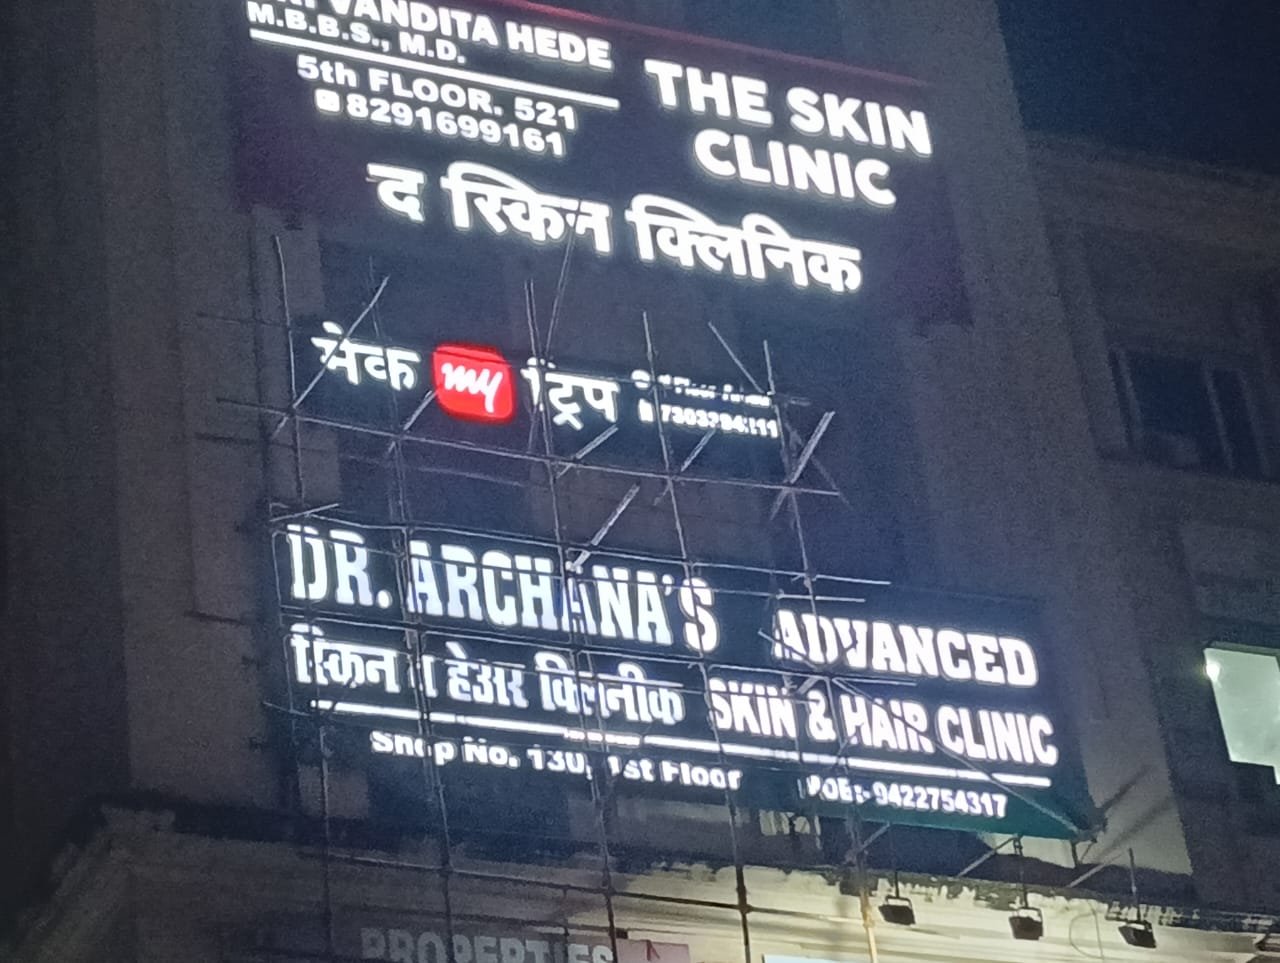 VANDITA HEDE
M.B.B.S., M.D.
5th FLOOR. 521
8291699161
THE SKIN
CLINIC
द स्किन क्लिनिक
मेक my ट्रिप
DR. ARCHANA'S ADVANCED
स्किन व हेअर क्लिनीक SKIN & HAIR CLINIC
Shop No. 130, 1st Floor
9422754317
PROPERTIES